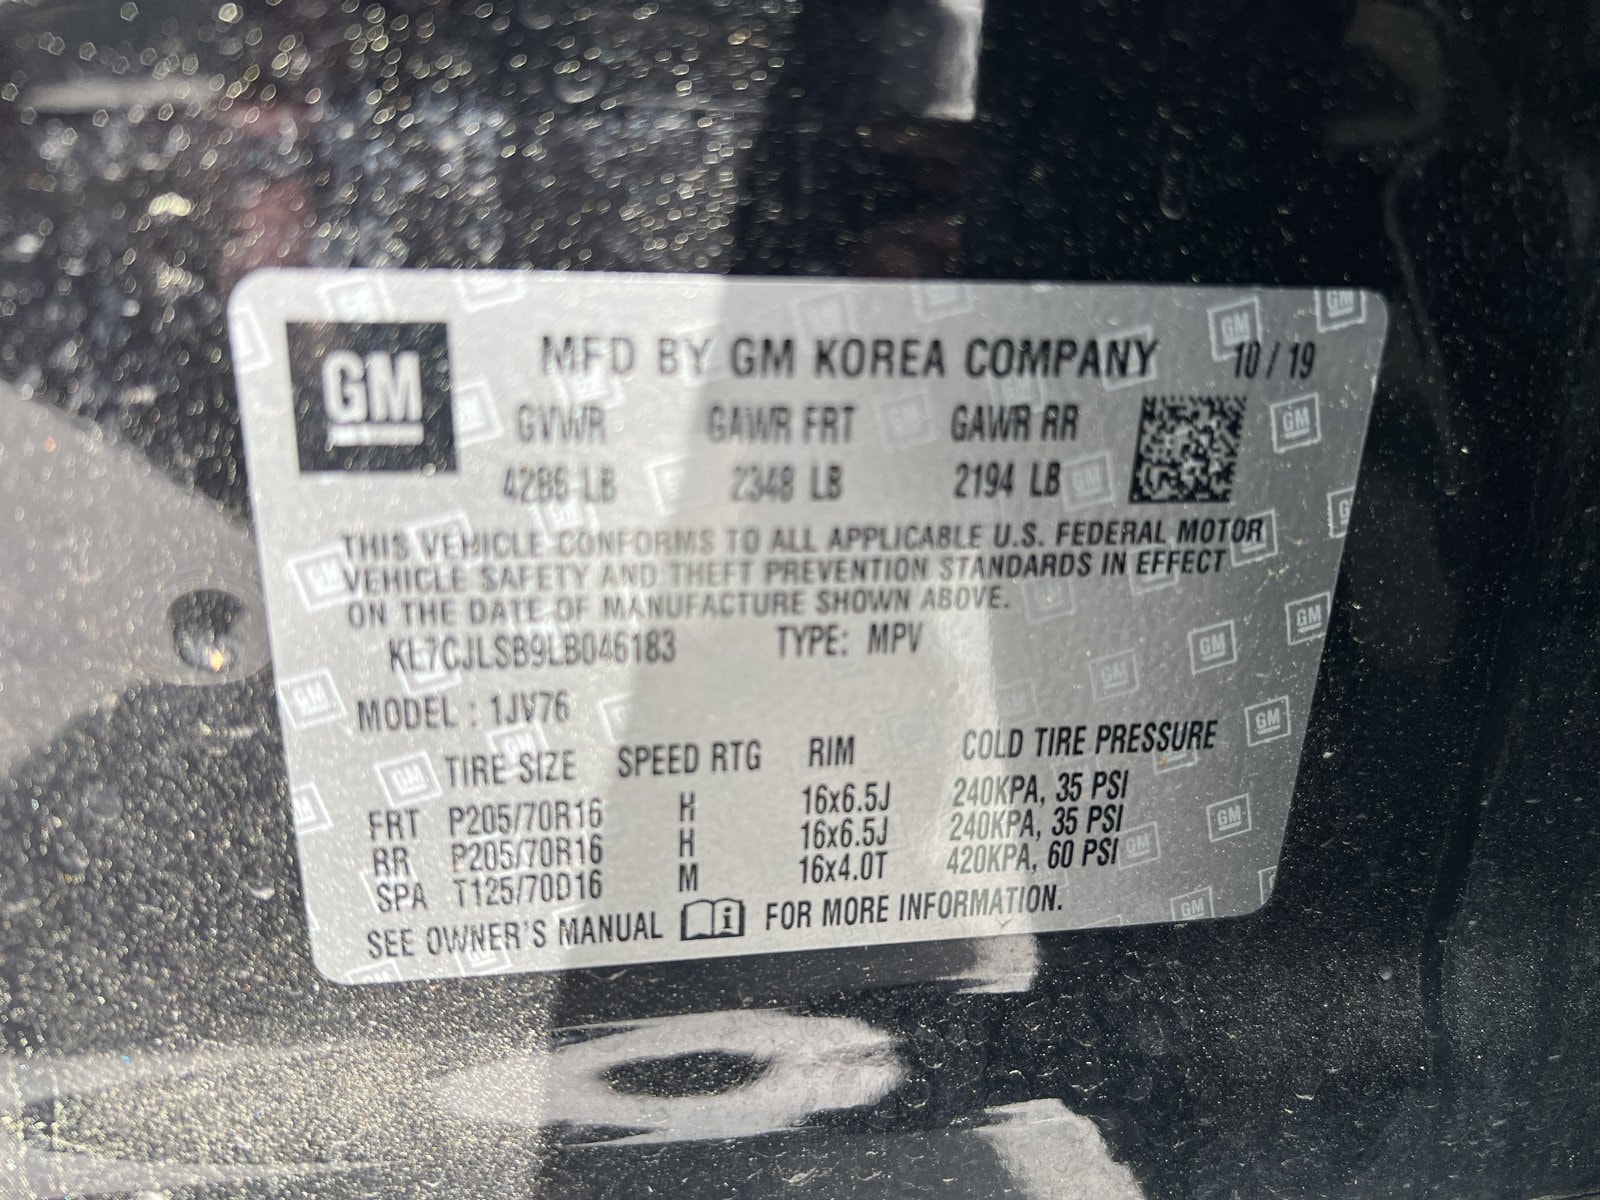 GM
MFD BY GM KOREA COMPANY 10/19
GVWR GAWR FRT GAWR RR
4286 LB 2348 LB 2194 LB
THIS VEHICLE CONFORMS TO ALL APPLICABLE U.S. FEDERAL MOTOR
VEHICLE SAFETY AND THEFT PREVENTION STANDARDS IN EFFECT
ON THE DATE OF MANUFACTURE SHOWN ABOVE.
KL7CJLSB9LB046183 TYPE: MPV
MODEL : 1JV76
TIRE SIZE SPEED RTG RIM COLD TIRE PRESSURE
FRT P205/70R16 H 16x6.5J 240KPA, 35 PSI
RR P205/70R16 H 16x6.5J 240KPA, 35 PSI
SPA T125/70D16 M 16x4.0T 420KPA, 60 PSI
SEE OWNER'S MANUAL FOR MORE INFORMATION.